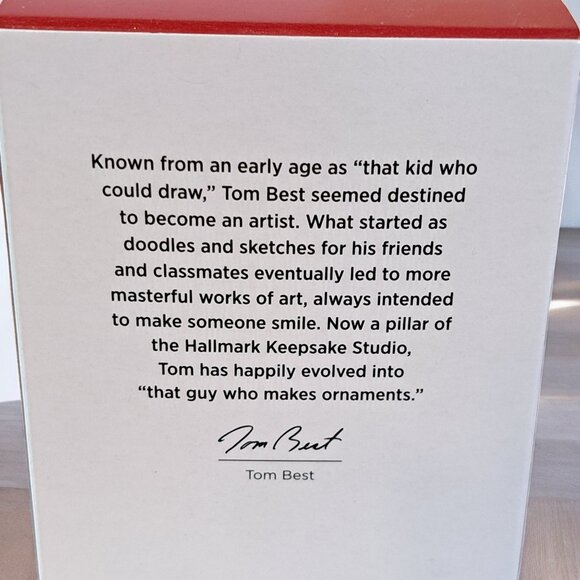 Known from an early age as “that kid who
could draw,” Tom Best seemed destined
to become an artist. What started as
doodles and sketches for his friends
and classmates eventually led to more
masterful works of art, always intended
to make someone smile. Now a pillar of
the Hallmark Keepsake Studio,
Tom has happily evolved into
“that guy who makes ornaments.”
Tom Best
Tom Best